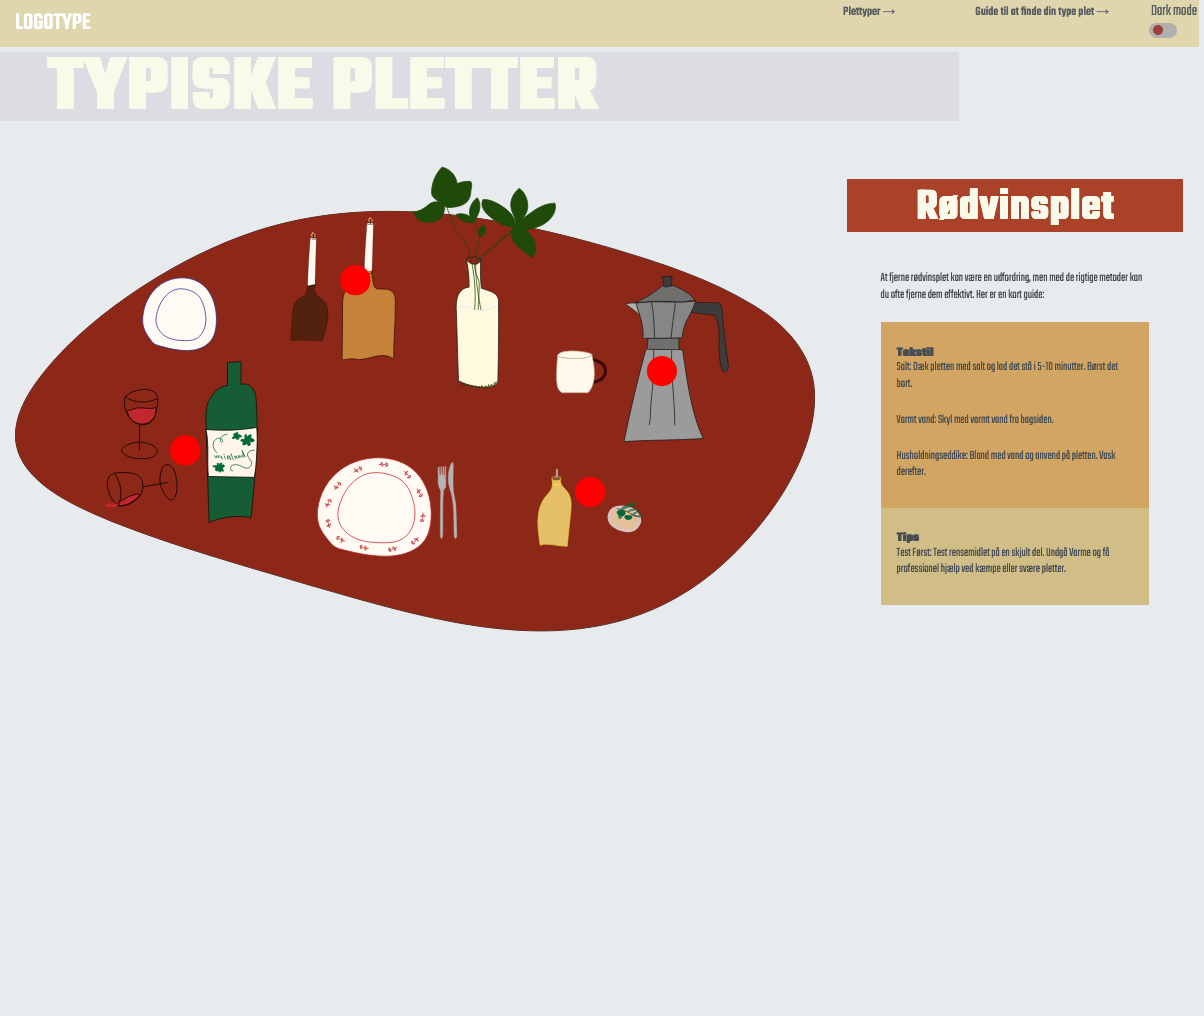 LOGOTYPE
Plettyper →
Guide til at finde din type plet →
Dark mode
TYPISKE PLETTER
Rødvinsplet
At fjerne rødvinsplet kan være en udfordring, men med de rigtige metoder kan
du ofte fjerne dem effektivt. Her er en kort guide:
Tekstil
Salt: Dæk pletten med salt og lad det stå i 5-10 minutter. Børst det
bort.
Varmt vand: Skyl med varmt vand fra bagsiden.
Husholdningseddike: Bland med vand og anvend på pletten. Vask
derefter.
Tips
Test Først: Test rensemidlet på en skjult del. Undgå Varme og få
professionel hjælp ved kæmpe eller svære pletter.